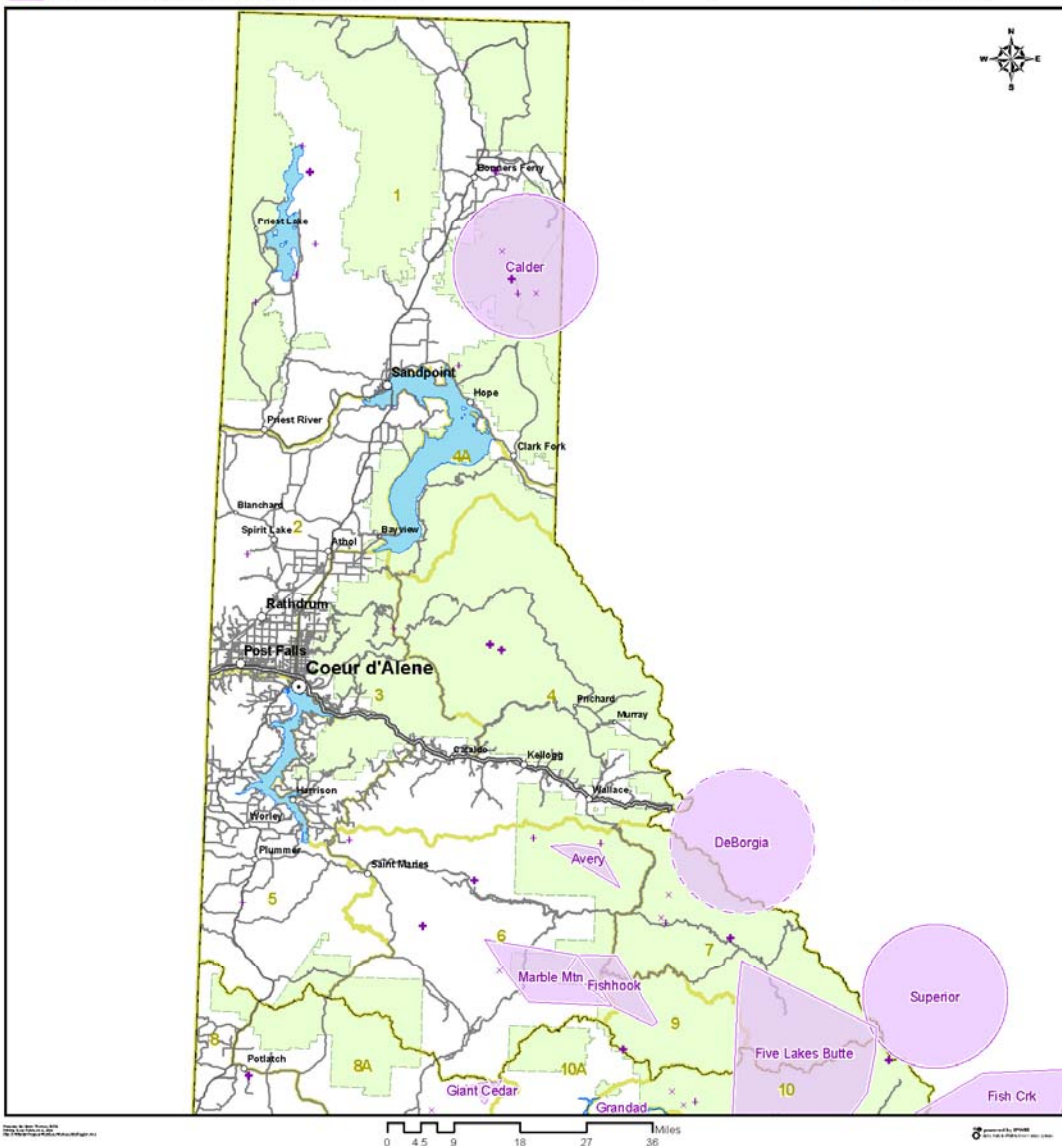 N
W E
S
Bonners Ferry
1
Priest Lake
Calder
Sandpoint
Hope
Priest River
Clark Fork
4A
Blanchard
Spirit Lake
2
Bayview
Athol
Rathdrum
Post Falls
Coeur d'Alene
3
4
Prichard
Murray
Cataldo
Kellogg
Wallace
Harrison
Worley
DeBorgia
Plummer
Avery
Saint Maries
5
6
7
Marble Mtn
Fishhook
Superior
9
8
Five Lakes Butte
Potlatch
8A
10A
10
Giant Cedar
Grandad
Fish Crk
Miles
0 4.5 9 18 27 36